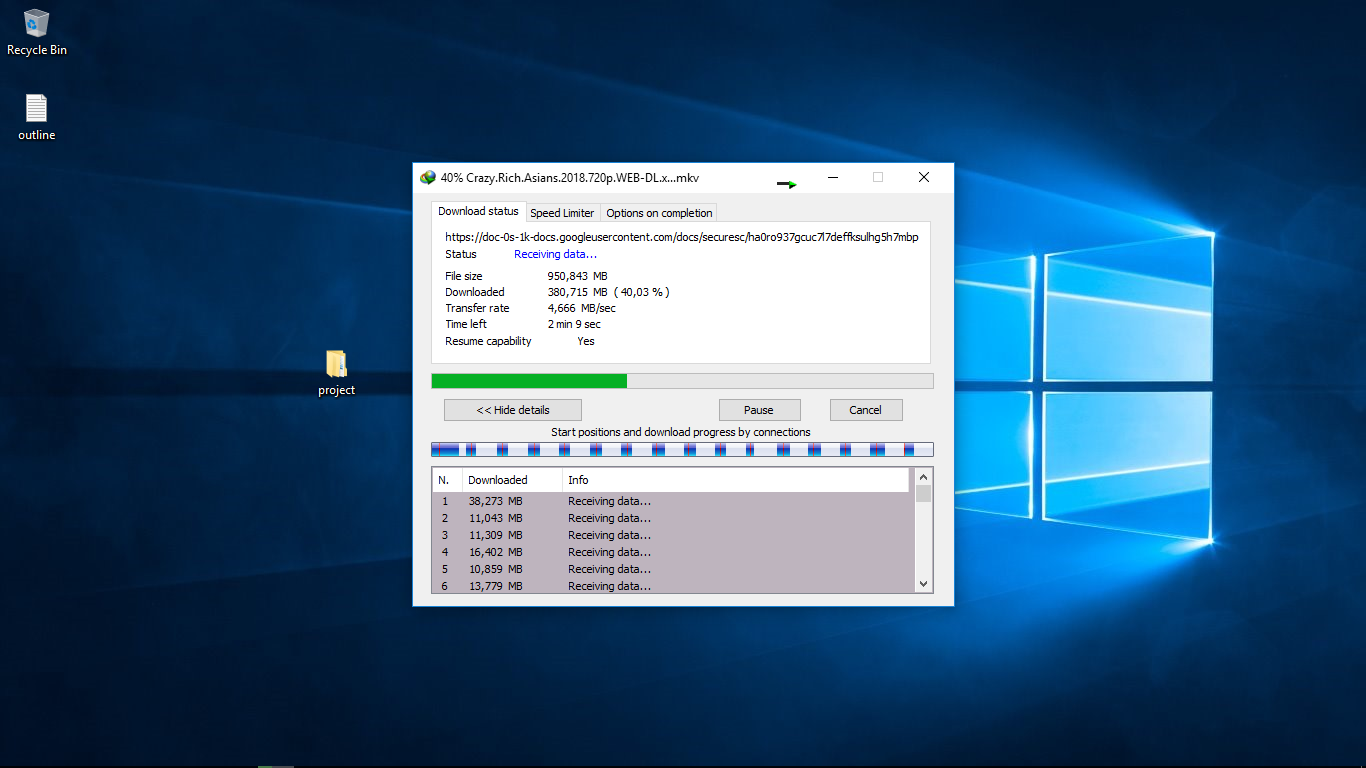 Recycle Bin
outline
project
40% Crazy.Rich.Asians.2018.720p.WEB-DL.x...mkv
Download status
Speed Limiter
Options on completion
https://doc-0s-1k-docs.googleusercontent.com/docs/securesc/ha0ro937gcuc7l7deffksulhg5h7mbp
Status Receiving data...
File size 950,843 MB
Downloaded 380,715 MB ( 40,03 % )
Transfer rate 4,666 MB/sec
Time left 2 min 9 sec
Resume capability Yes
<< Hide details
Pause
Cancel
Start positions and download progress by connections
N. Downloaded Info
1 38,273 MB Receiving data...
2 11,043 MB Receiving data...
3 11,309 MB Receiving data...
4 16,402 MB Receiving data...
5 10,859 MB Receiving data...
6 13,779 MB Receiving data...